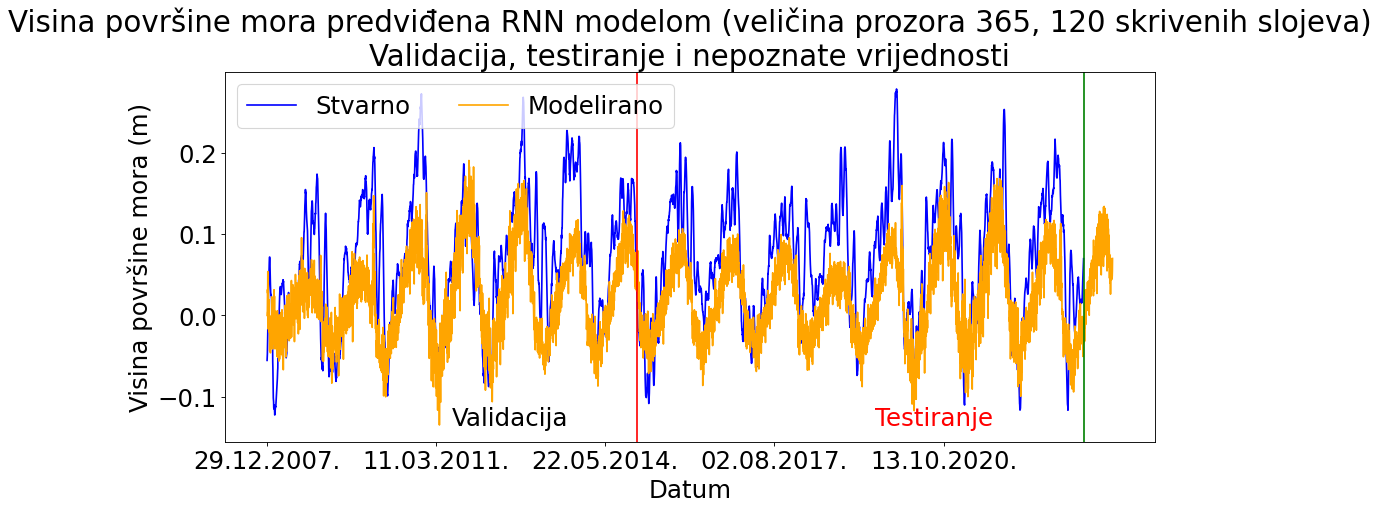 Visina površine mora predviđena RNN modelom (veličina prozora 365, 120 skrivenih slojeva)
Validacija, testiranje i nepoznate vrijednosti
Stvarno
Modelirano
Visina površine mora (m)
0.2
0.1
0.0
−0.1
Validacija
Testiranje
29.12.2007.
11.03.2011.
22.05.2014.
02.08.2017.
13.10.2020.
Datum